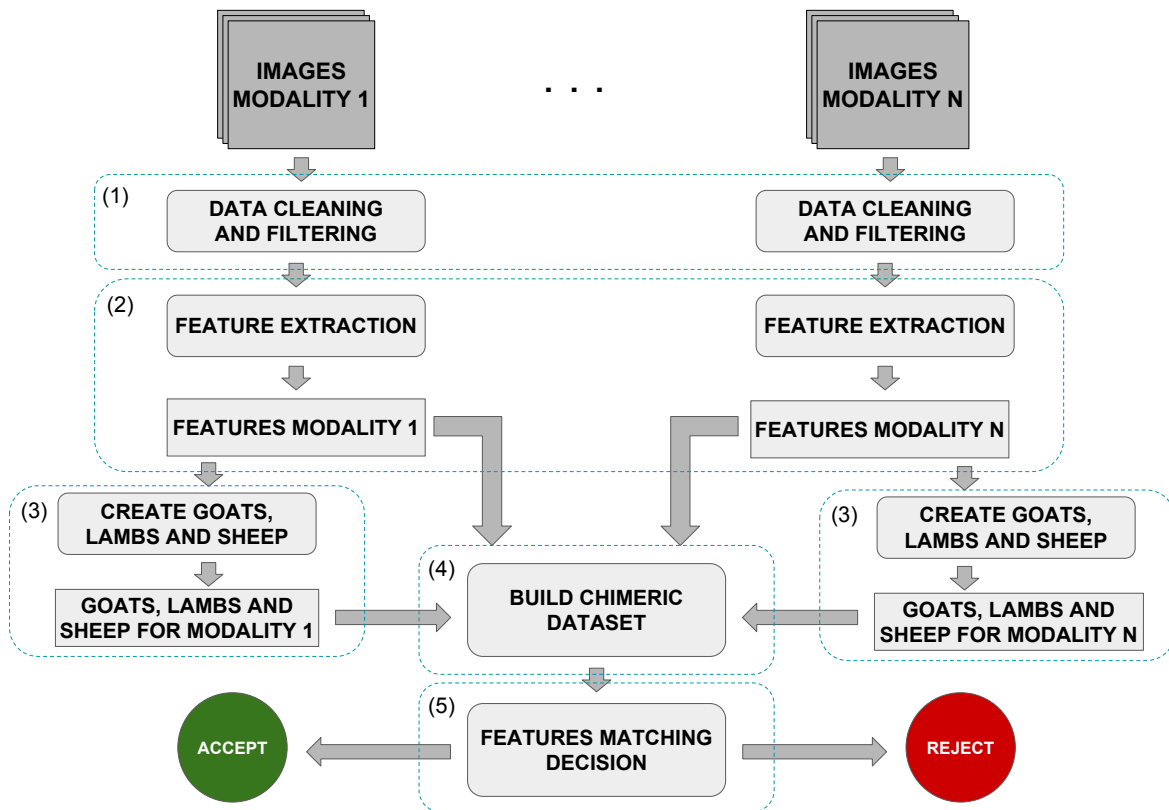 IMAGES
MODALITY 1
. . .
IMAGES
MODALITY N
(1)
DATA CLEANING
AND FILTERING
DATA CLEANING
AND FILTERING
(2)
FEATURE EXTRACTION
FEATURE EXTRACTION
FEATURES MODALITY 1
FEATURES MODALITY N
(3)
CREATE GOATS,
LAMBS AND SHEEP
(3)
CREATE GOATS,
LAMBS AND SHEEP
GOATS, LAMBS AND
SHEEP FOR MODALITY 1
(4)
BUILD CHIMERIC
DATASET
GOATS, LAMBS AND
SHEEP FOR MODALITY N
(5)
FEATURES MATCHING
DECISION
ACCEPT
REJECT